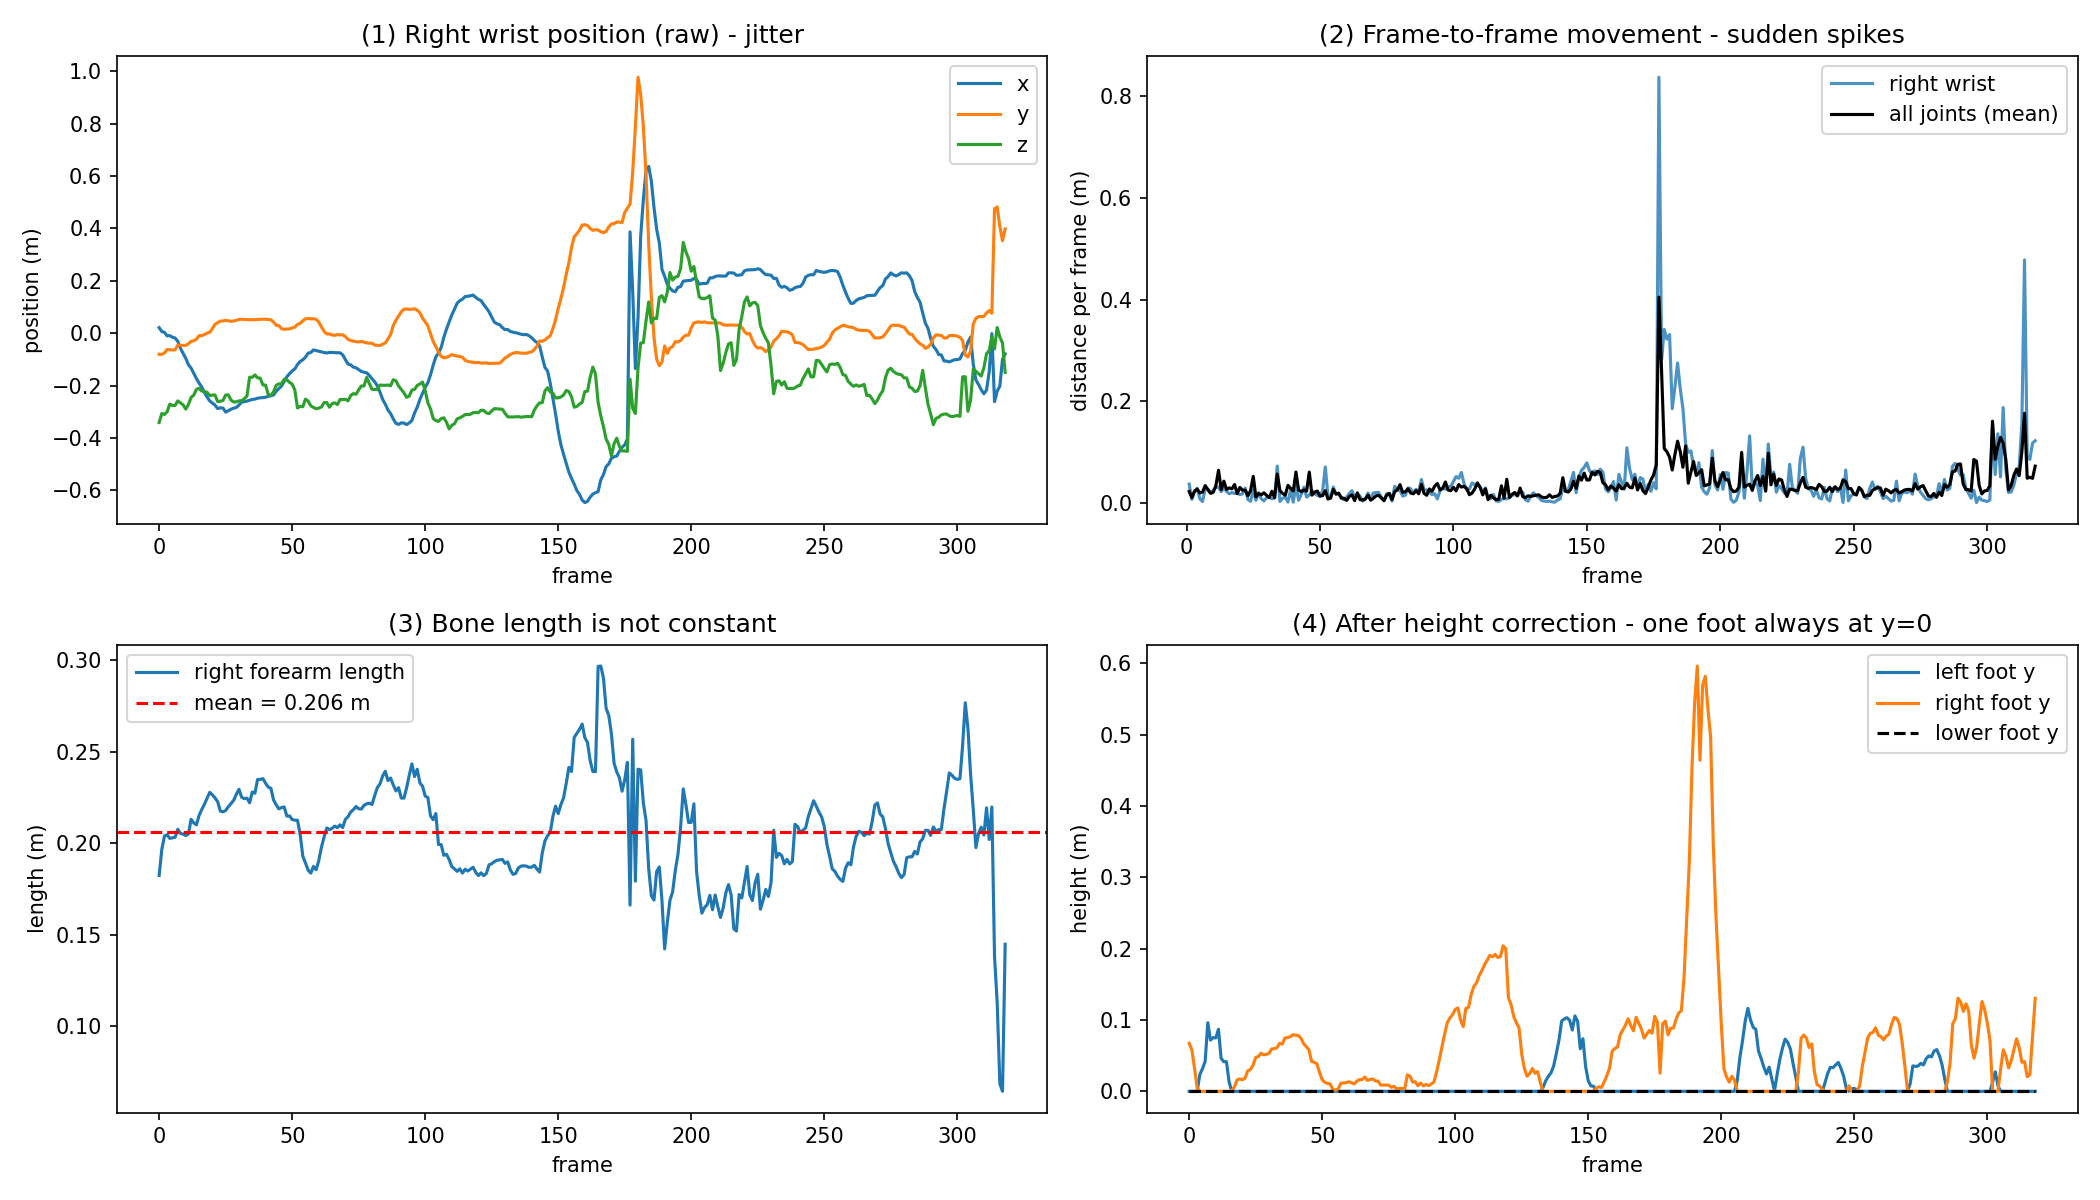 (1) Right wrist position (raw) - jitter
position (m)
1.0
0.8
0.6
0.4
0.2
0.0
−0.2
−0.4
−0.6
x
y
z
0 50 100 150 200 250 300
frame
(2) Frame-to-frame movement - sudden spikes
distance per frame (m)
0.8
0.6
0.4
0.2
0.0
right wrist
all joints (mean)
0 50 100 150 200 250 300
frame
(3) Bone length is not constant
length (m)
0.30
0.25
0.20
0.15
0.10
right forearm length
mean = 0.206 m
0 50 100 150 200 250 300
frame
(4) After height correction - one foot always at y=0
height (m)
0.6
0.5
0.4
0.3
0.2
0.1
0.0
left foot y
right foot y
lower foot y
0 50 100 150 200 250 300
frame